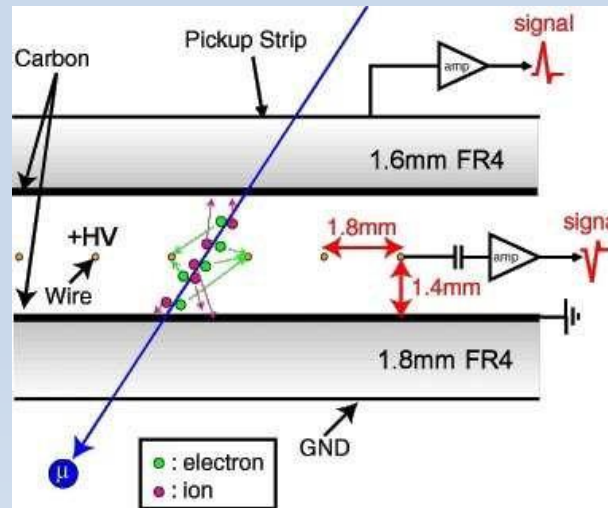 signal
Pickup Strip
Carbon
amp
1.6mm FR4
1.8mm
+HV
signa
amp
Wire
1.4mm
1.8mm FR4
GND
μ
: electron
: ion